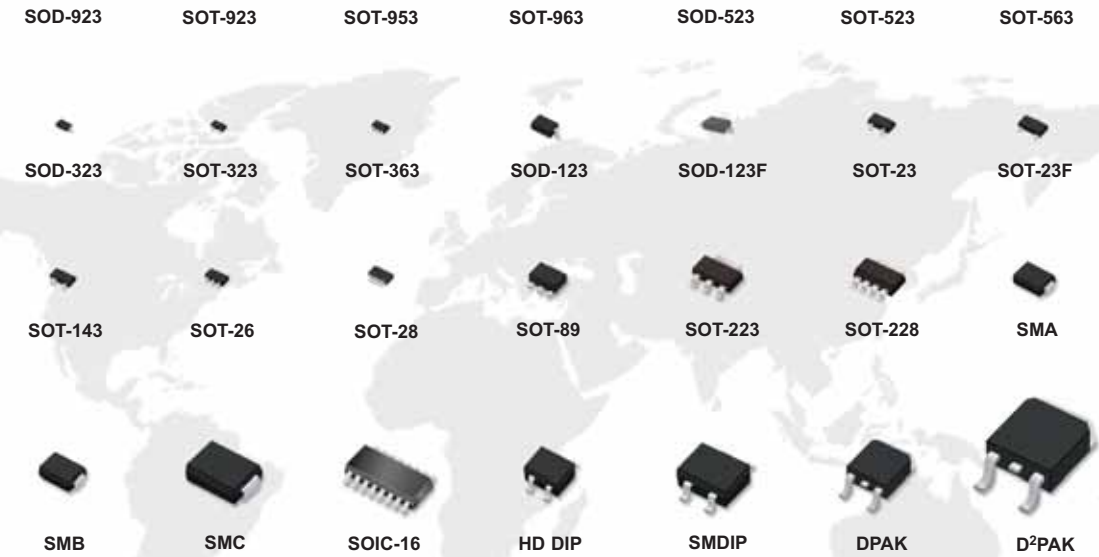 SOD-923 SOT-923 SOT-953 SOT-963 SOD-523 SOT-523 SOT-563
SOD-323 SOT-323 SOT-363 SOD-123 SOD-123F SOT-23 SOT-23F
SOT-143 SOT-26 SOT-28 SOT-89 SOT-223 SOT-228 SMA
SMB SMC SOIC-16 HD DIP SMDIP DPAK D²PAK